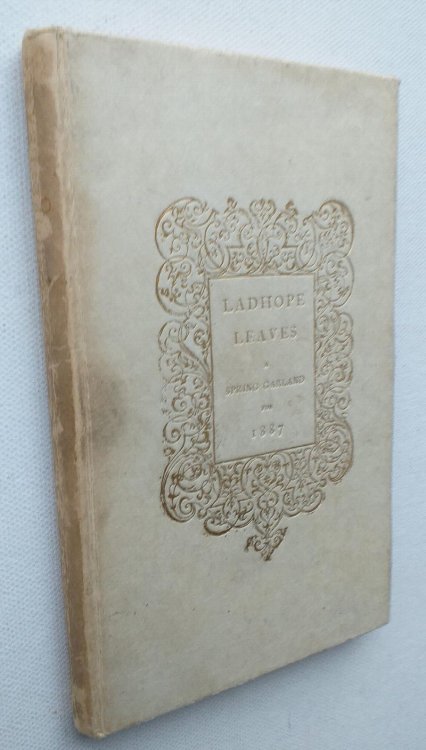 LADHOPE
LEAVES
A
SPRING GARLAND
FOR
1887